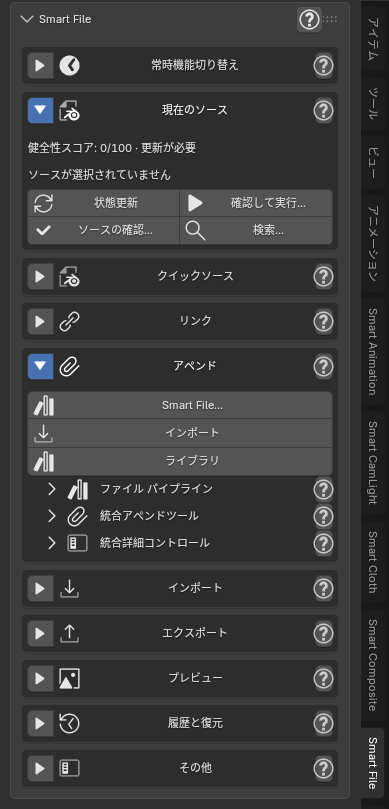 Smart File
常時機能切り替え
現在のソース
健全性スコア: 0/100 · 更新が必要
ソースが選択されていません
状態更新
確認して実行...
ソースの確認...
検索...
クイックソース
リンク
アペンド
Smart File...
インポート
ライブラリ
ファイル パイプライン
統合アペンドツール
統合詳細コントロール
インポート
エクスポート
プレビュー
履歴と復元
その他
アイテム
ツール
ビュー
アニメーション
Smart Animation
Smart CamLight
Smart Cloth
Smart Composite
Smart File